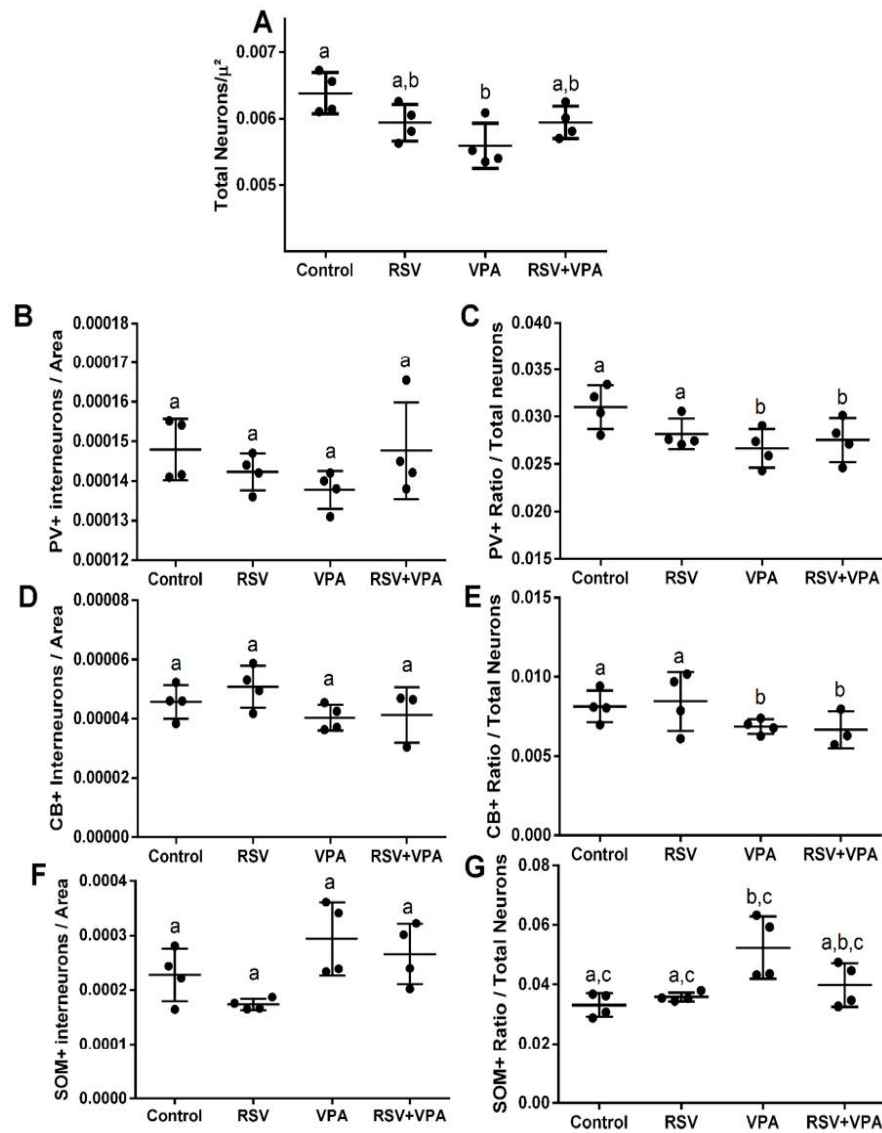 A
Total Neurons/µ²
0.007
0.006
0.005
a
a,b
b
a,b
Control RSV VPA RSV+VPA
B
PV+ interneurons / Area
0.00018
0.00017
0.00016
0.00015
0.00014
0.00013
0.00012
a
a
a
a
Control RSV VPA RSV+VPA
C
PV+ Ratio / Total neurons
0.040
0.035
0.030
0.025
0.020
0.015
a
a
b
b
Control RSV VPA RSV+VPA
D
CB+ Interneurons / Area
0.00008
0.00006
0.00004
0.00002
0.00000
a
a
a
a
Control RSV VPA RSV+VPA
E
CB+ Ratio / Total Neurons
0.015
0.010
0.005
0.000
a
a
b
b
Control RSV VPA RSV+VPA
F
SOM+ interneurons / Area
0.0004
0.0003
0.0002
0.0001
0.0000
a
a
a
a
Control RSV VPA RSV+VPA
G
SOM+ Ratio / Total Neurons
0.08
0.06
0.04
0.02
0.00
a,c
a,c
b,c
a,b,c
Control RSV VPA RSV+VPA